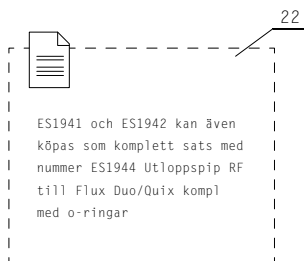 22
ES1941 och ES1942 kan även
köpas som komplett sats med
nummer ES1944 Utloppspip RF
till Flux Duo/Quix kompl
med o-ringar